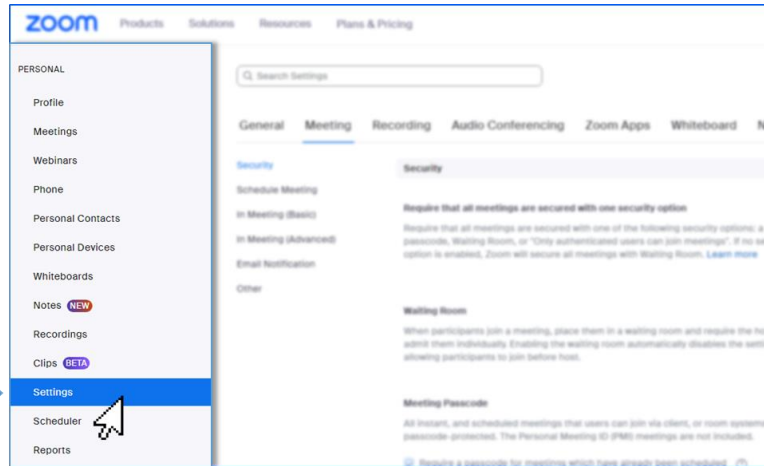 zoom Products Solutions Resources Plans & Pricing
PERSONAL
Profile
Meetings
Webinars
Phone
Personal Contacts
Personal Devices
Whiteboards
Notes NEW
Recordings
Clips BETA
Settings
Scheduler
Reports
Search Settings
General Meeting Recording Audio Conferencing Zoom Apps Whiteboard N
Security
Schedule Meeting
In Meeting (Basic)
In Meeting (Advanced)
Email Notification
Other
Security
Require that all meetings are secured with one security option
Require that all meetings are secured with one of the following security options: a
passcode, Waiting Room, or "Only authenticated users can join meetings". If no se
option is enabled, Zoom will secure all meetings with Waiting Room. Learn more
Waiting Room
When participants join a meeting, place them in a waiting room and require the ho
admit them individually. Enabling the waiting room automatically disables the setti
allowing participants to join before host.
Meeting Passcode
All instant, and scheduled meetings that users can join via client, or room systems
passcode-protected. The Personal Meeting ID (PMI) meetings are not included.
Require a passcode for meetings which have already been scheduled